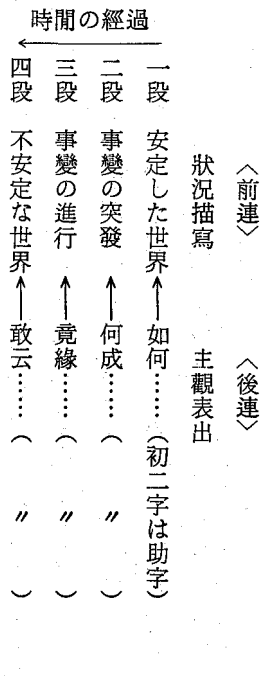 〈前連〉 〈後連〉
狀況描寫 主觀表出
一段 安定した世界←如何……(初二字は助字)
二段 事變の突發←何成……( 〃 )
三段 事變の進行←竟緣……( 〃 )
四段 不安定な世界←敢云……( 〃 )
時間の經過